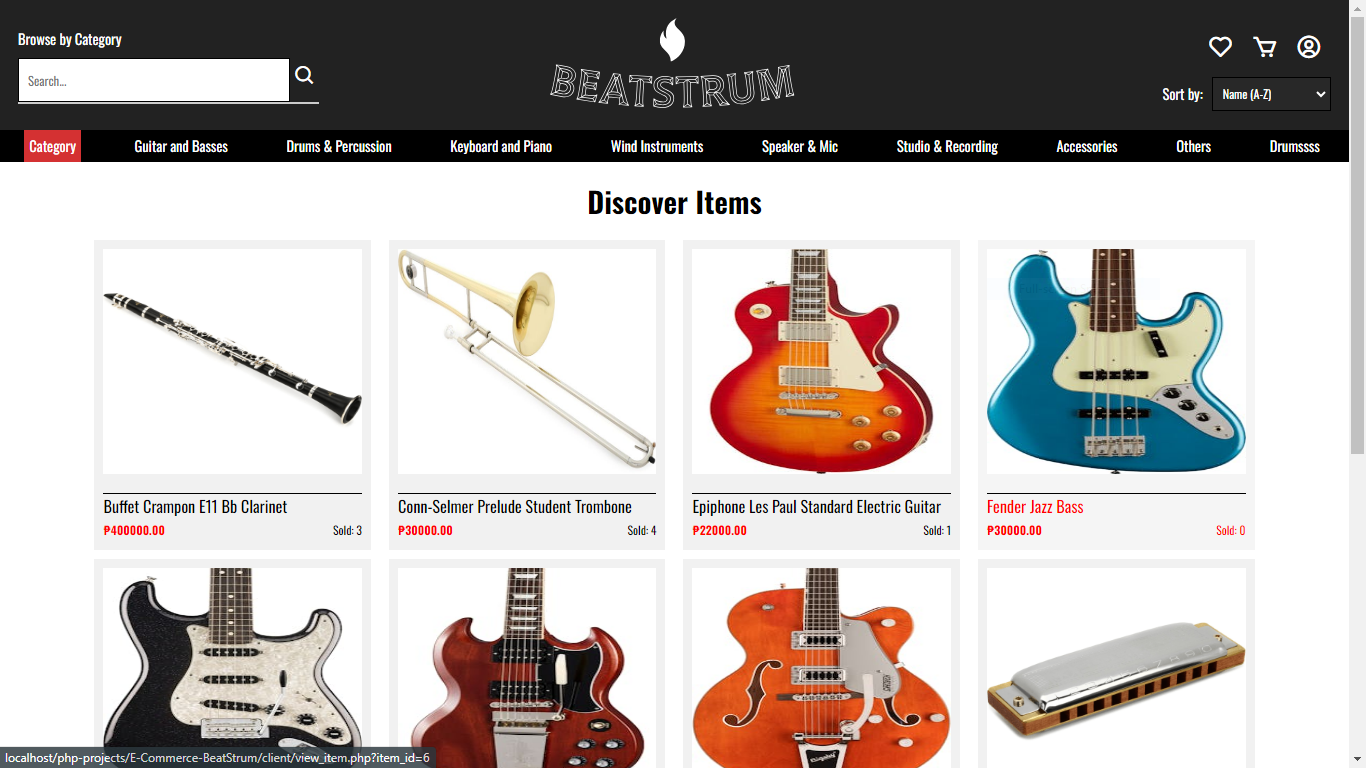 Browse by Category
Search...
BEATSTRUM
Sort by: Name (A-Z)
Category Guitar and Basses Drums & Percussion Keyboard and Piano Wind Instruments Speaker & Mic Studio & Recording Accessories Others Drumssss
Discover Items
Buffet Crampon E11 Bb Clarinet
₱400000.00 Sold: 3
Conn-Selmer Prelude Student Trombone
₱30000.00 Sold: 4
Epiphone Les Paul Standard Electric Guitar
₱22000.00 Sold: 1
Fender Jazz Bass
₱30000.00 Sold: 0
localhost/php-projects/E-Commerce-BeatStrum/client/view_item.php?item_id=6